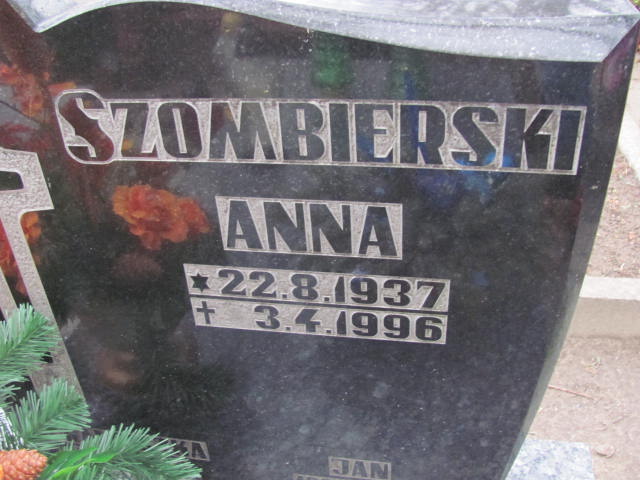 SZOMBIERSKI
ANNA
22.8.1937
3.4.1996
JAN